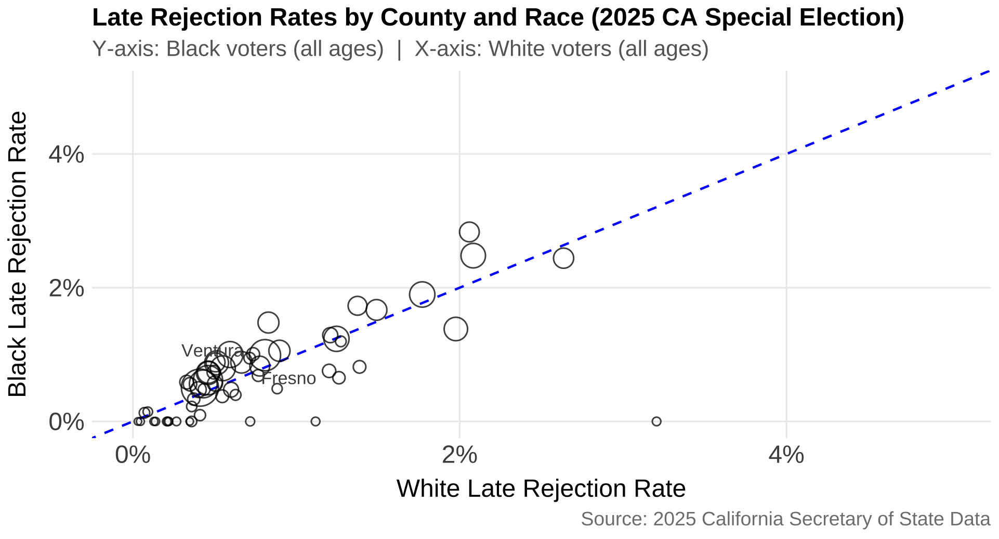 Late Rejection Rates by County and Race (2025 CA Special Election)
Y-axis: Black voters (all ages)  |  X-axis: White voters (all ages)
Black Late Rejection Rate
4%
2%
0%
Ventura
Fresno
0%
2%
4%
White Late Rejection Rate
Source: 2025 California Secretary of State Data